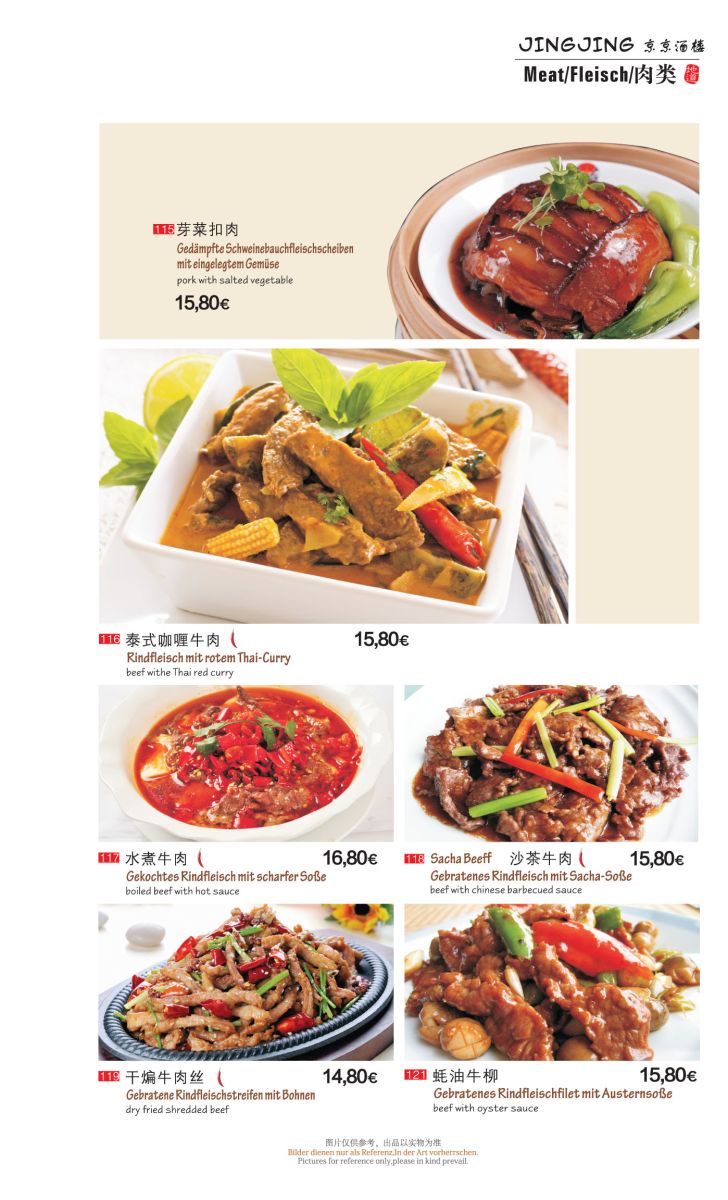 JINGJING 京京酒楼
Meat/Fleisch/肉类 地道
115 芽菜扣肉
Gedämpfte Schweinebauchfleischscheiben
mit eingelegtem Gemüse
pork with salted vegetable
15,80€
116 泰式咖喱牛肉 15,80€
Rindfleisch mit rotem Thai-Curry
beef withe Thai red curry
117 水煮牛肉 16,80€
Gekochtes Rindfleisch mit scharfer Soße
boiled beef with hot sauce
118 Sacha Beeff 沙茶牛肉 15,80€
Gebratenes Rindfleisch mit Sacha-Soße
beef with chinese barbecued sauce
119 干煸牛肉丝 14,80€
Gebratene Rindfleischstreifen mit Bohnen
dry fried shredded beef
121 蚝油牛柳 15,80€
Gebratenes Rindfleischfilet mit Austernsoße
beef with oyster sauce
图片仅供参考，出品以实物为准
Bilder dienen nur als Referenz,In der Art vorherrschen.
Pictures for reference only,please in kind prevail.